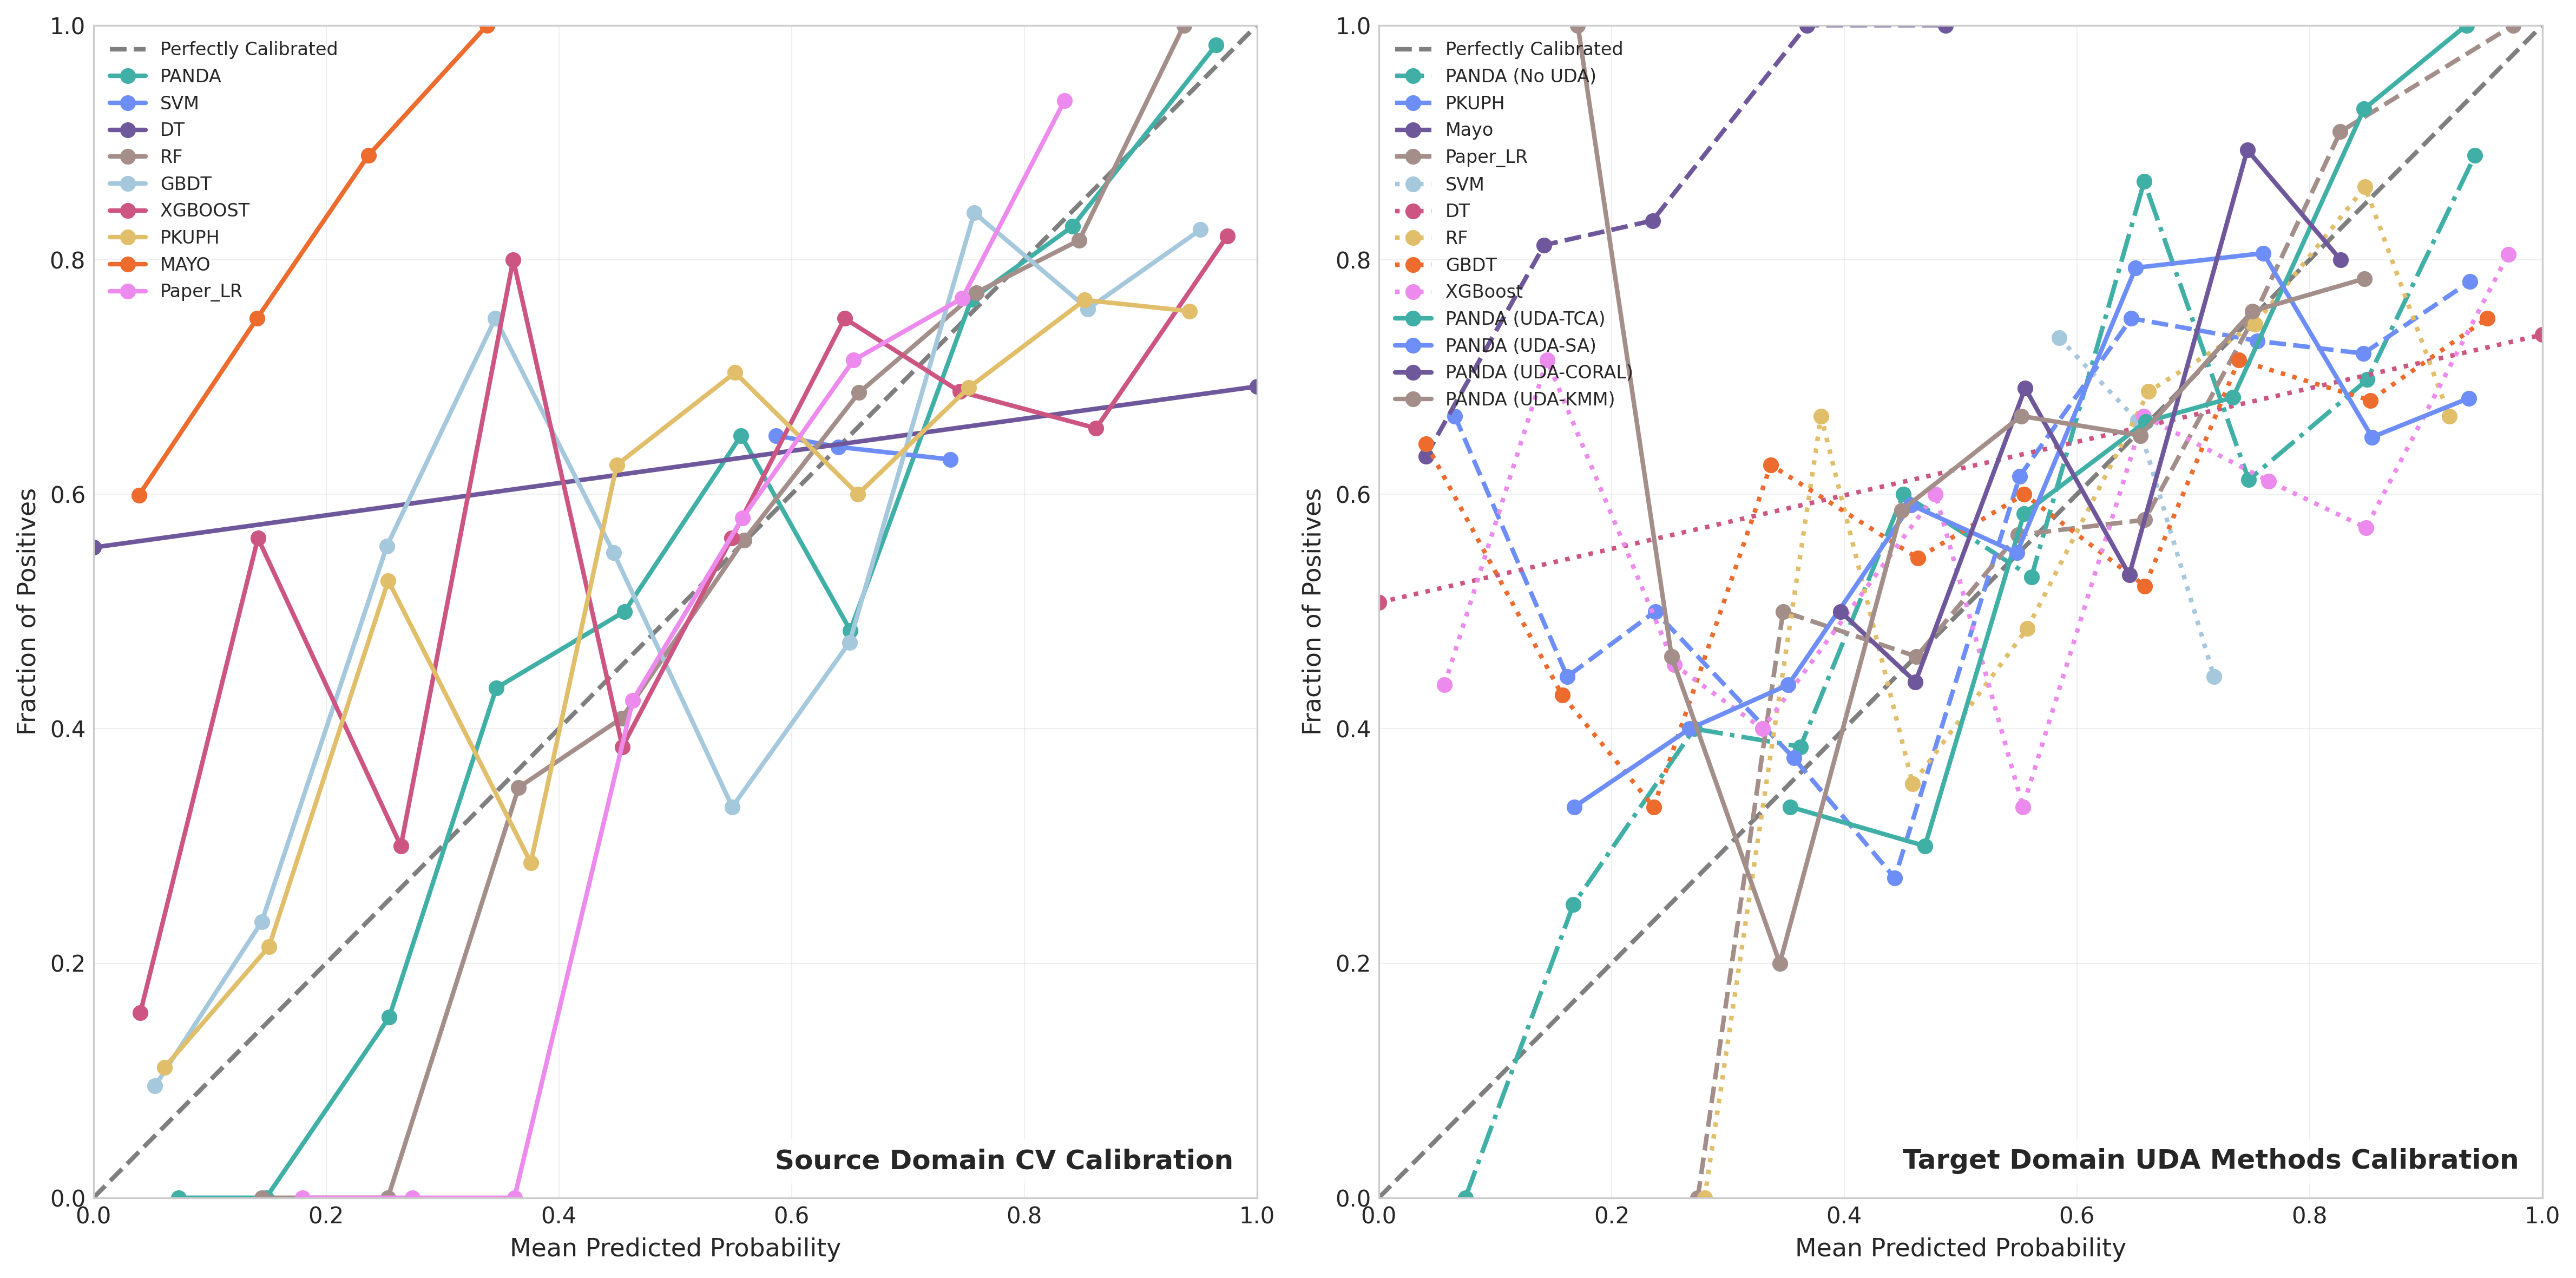 1.0
0.8
0.6
0.4
0.2
0.0
Fraction of Positives
Perfectly Calibrated
PANDA
SVM
DT
RF
GBDT
XGBOOST
PKUPH
MAYO
Paper_LR
Source Domain CV Calibration
0.0 0.2 0.4 0.6 0.8 1.0
Mean Predicted Probability
1.0
0.8
0.6
0.4
0.2
0.0
Fraction of Positives
Perfectly Calibrated
PANDA (No UDA)
PKUPH
Mayo
Paper_LR
SVM
DT
RF
GBDT
XGBoost
PANDA (UDA-TCA)
PANDA (UDA-SA)
PANDA (UDA-CORAL)
PANDA (UDA-KMM)
Target Domain UDA Methods Calibration
0.0 0.2 0.4 0.6 0.8 1.0
Mean Predicted Probability